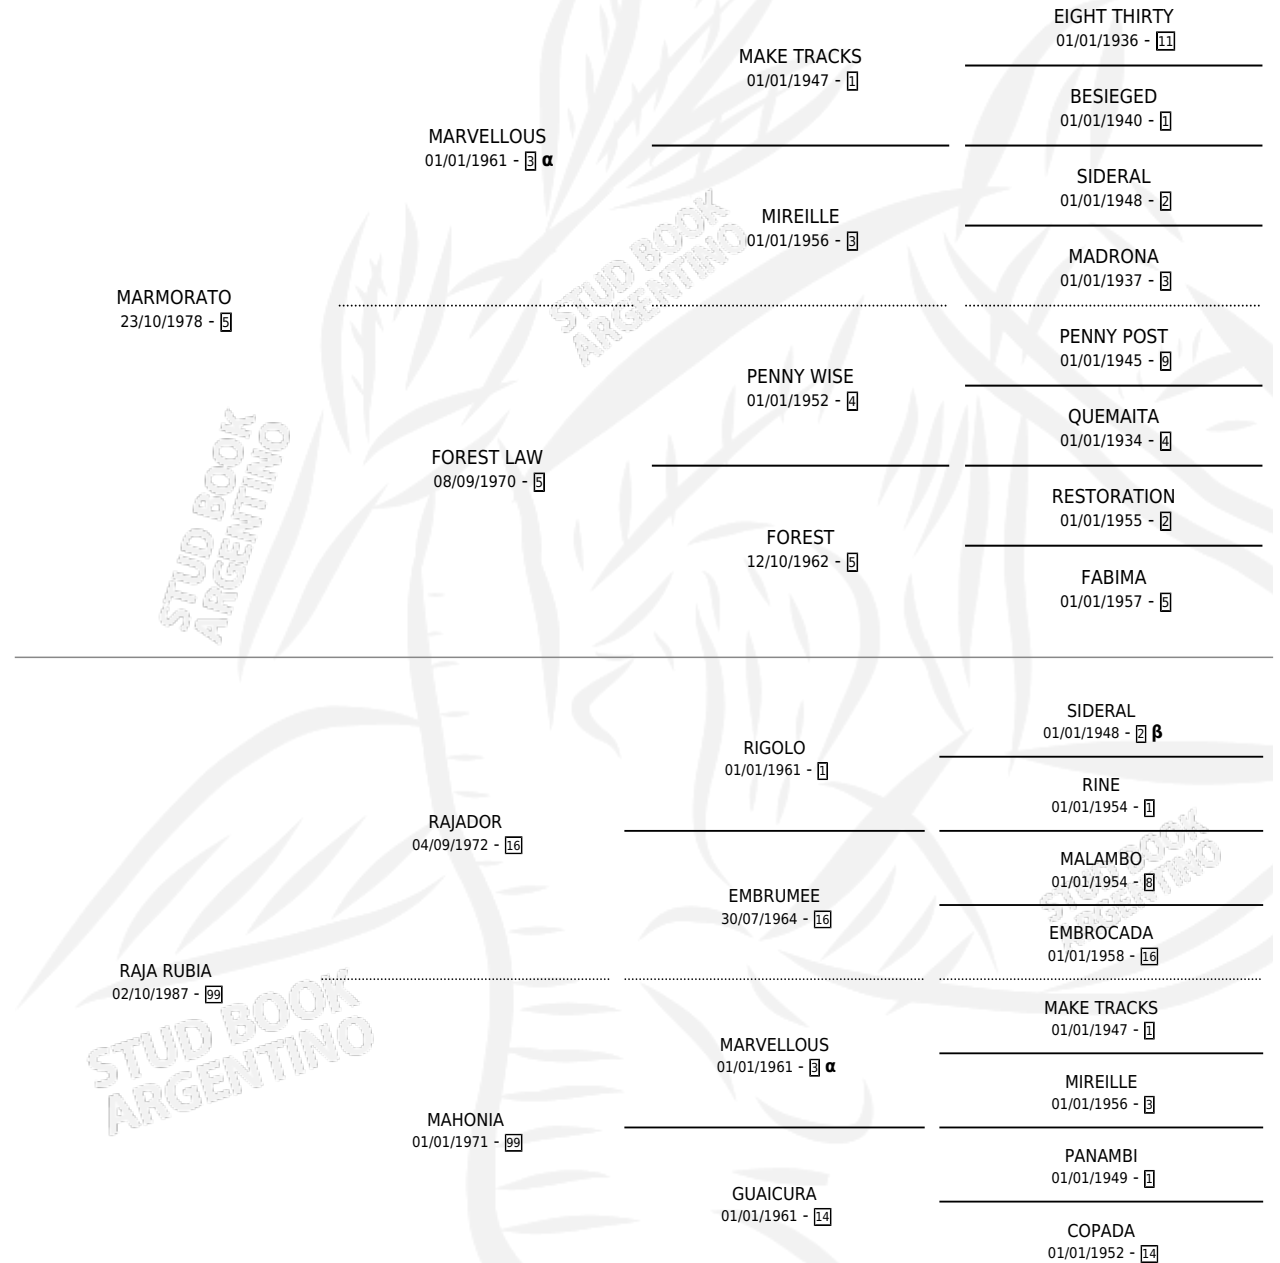 EIGHT THIRTY
01/01/1936 - 11
MAKE TRACKS
01/01/1947 - 1
BESIEGED
01/01/1940 - 1
MARVELLOUS
01/01/1961 - 3 α
SIDERAL
01/01/1948 - 2
MIREILLE
01/01/1956 - 3
MADRONA
01/01/1937 - 3
MARMORATO
23/10/1978 - 5
PENNY POST
01/01/1945 - 9
PENNY WISE
01/01/1952 - 4
QUEMAITA
01/01/1934 - 4
FOREST LAW
08/09/1970 - 5
RESTORATION
01/01/1955 - 2
FOREST
12/10/1962 - 5
FABIMA
01/01/1957 - 5
SIDERAL
01/01/1948 - 2 β
RIGOLO
01/01/1961 - 1
RINE
01/01/1954 - 1
RAJADOR
04/09/1972 - 16
MALAMBO
01/01/1954 - 8
EMBRUMEE
30/07/1964 - 16
EMBROCADA
01/01/1958 - 16
RAJA RUBIA
02/10/1987 - 99
MAKE TRACKS
01/01/1947 - 1
MARVELLOUS
01/01/1961 - 3 α
MIREILLE
01/01/1956 - 3
MAHONIA
01/01/1971 - 99
PANAMBI
01/01/1949 - 1
GUAICURA
01/01/1961 - 14
COPADA
01/01/1952 - 14
STUD BOOK
ARGENTINO
STUD BOOK
ARGENTINO
STUD BOOK
ARGENTINO
STUD BOOK
ARGENTINO